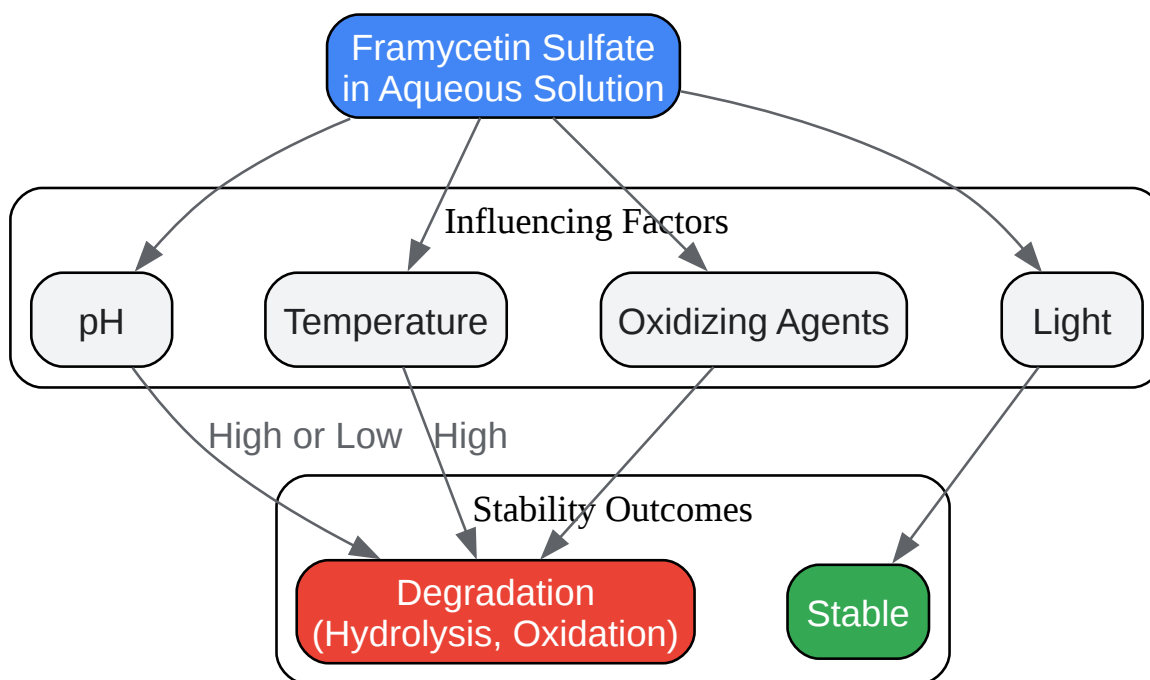 Framycetin Sulfate
in Aqueous Solution
Influencing Factors
pH
Temperature
Oxidizing Agents
Light
High or Low
High
Stability Outcomes
Degradation
(Hydrolysis, Oxidation)
Stable